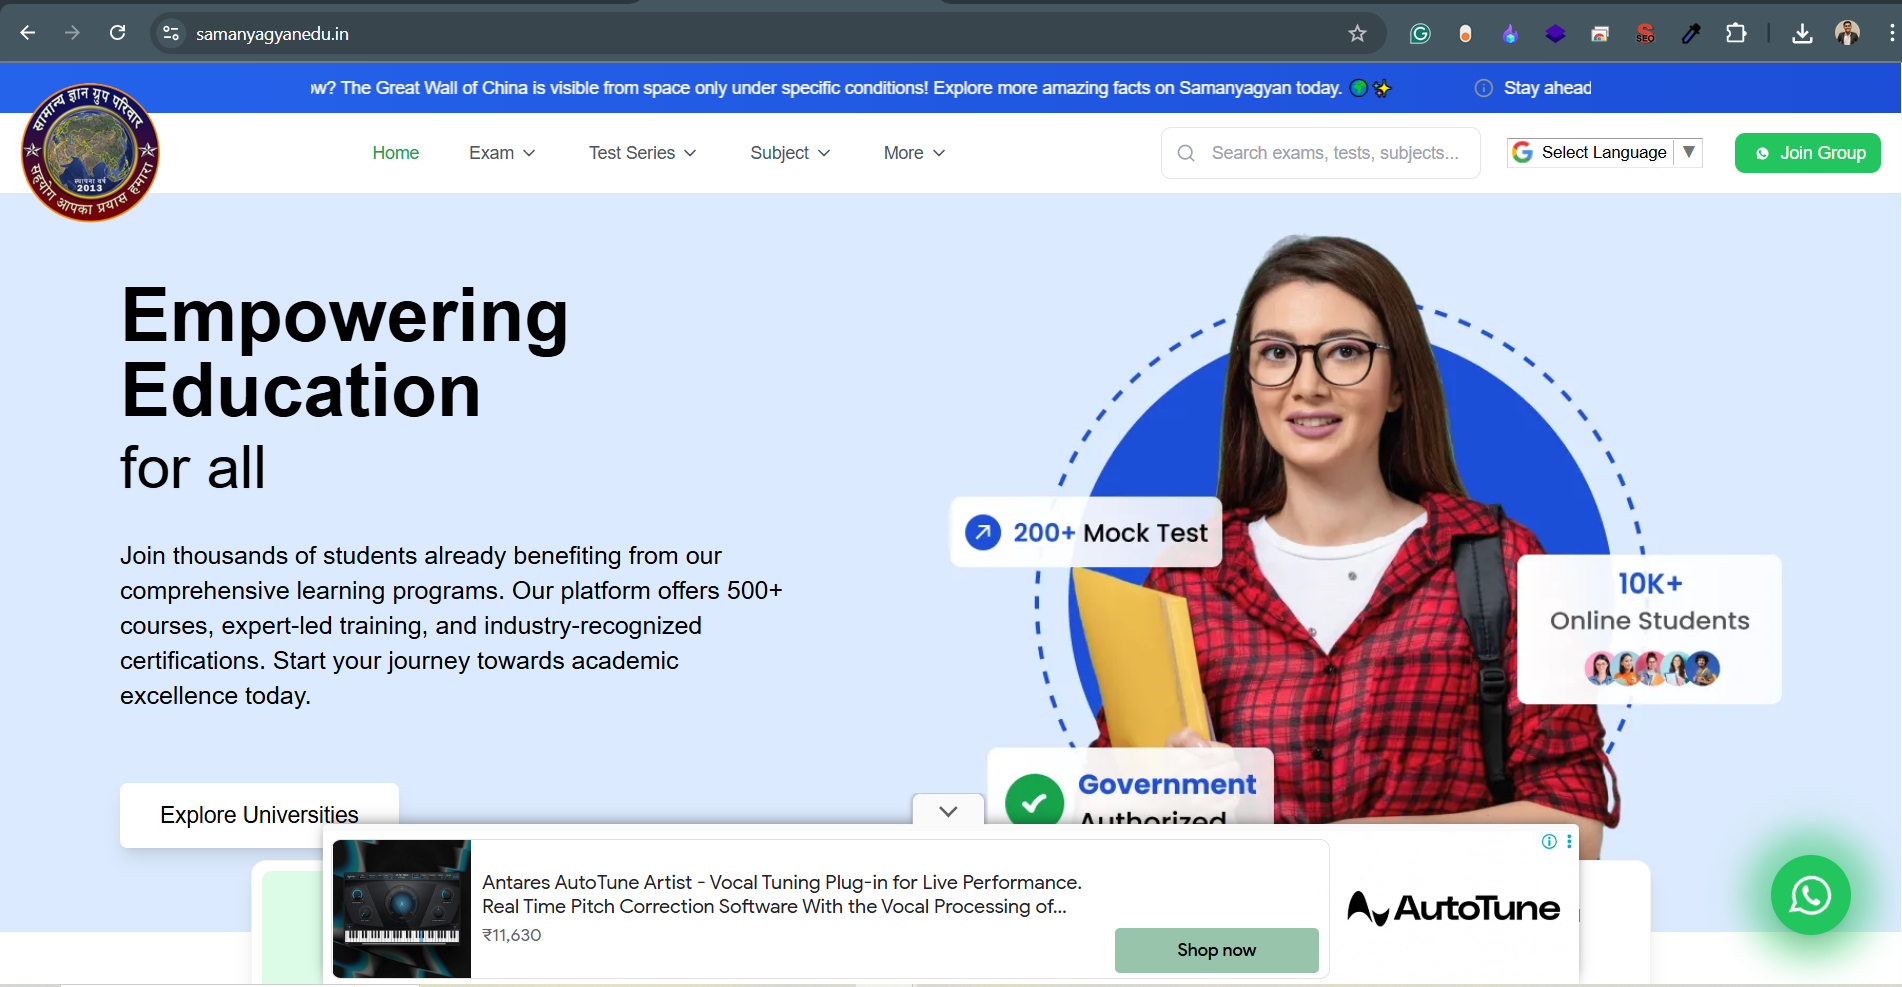 samanyagyanedu.in
SEO
ow? The Great Wall of China is visible from space only under specific conditions! Explore more amazing facts on Samanyagyan today. 🌍✨
Stay ahead
सामान्य ज्ञान ग्रुप परिवार
स्थापना वर्ष
2013
सहयोग आपका प्रयास हमारा
Home
Exam
Test Series
Subject
More
Search exams, tests, subjects...
Select Language ▼
Join Group
Empowering
Education
for all
Join thousands of students already benefiting from our
comprehensive learning programs. Our platform offers 500+
courses, expert-led training, and industry-recognized
certifications. Start your journey towards academic
excellence today.
Explore Universities
200+ Mock Test
10K+
Online Students
Government
Authorized
Antares AutoTune Artist - Vocal Tuning Plug-in for Live Performance.
Real Time Pitch Correction Software With the Vocal Processing of...
₹11,630
Shop now
AutoTune